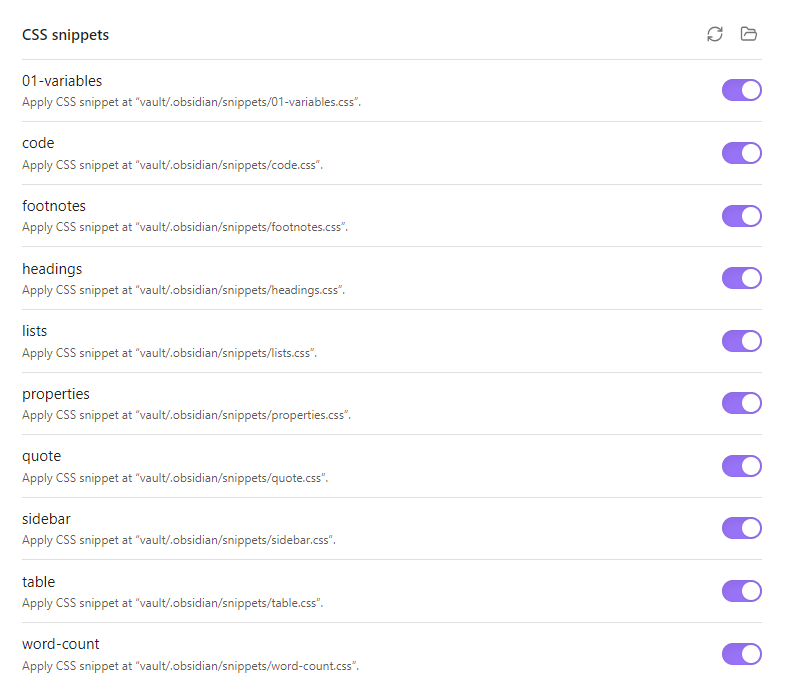 CSS snippets
01-variables
Apply CSS snippet at “vault/.obsidian/snippets/01-variables.css”.
code
Apply CSS snippet at “vault/.obsidian/snippets/code.css”.
footnotes
Apply CSS snippet at “vault/.obsidian/snippets/footnotes.css”.
headings
Apply CSS snippet at “vault/.obsidian/snippets/headings.css”.
lists
Apply CSS snippet at “vault/.obsidian/snippets/lists.css”.
properties
Apply CSS snippet at “vault/.obsidian/snippets/properties.css”.
quote
Apply CSS snippet at “vault/.obsidian/snippets/quote.css”.
sidebar
Apply CSS snippet at “vault/.obsidian/snippets/sidebar.css”.
table
Apply CSS snippet at “vault/.obsidian/snippets/table.css”.
word-count
Apply CSS snippet at “vault/.obsidian/snippets/word-count.css”.